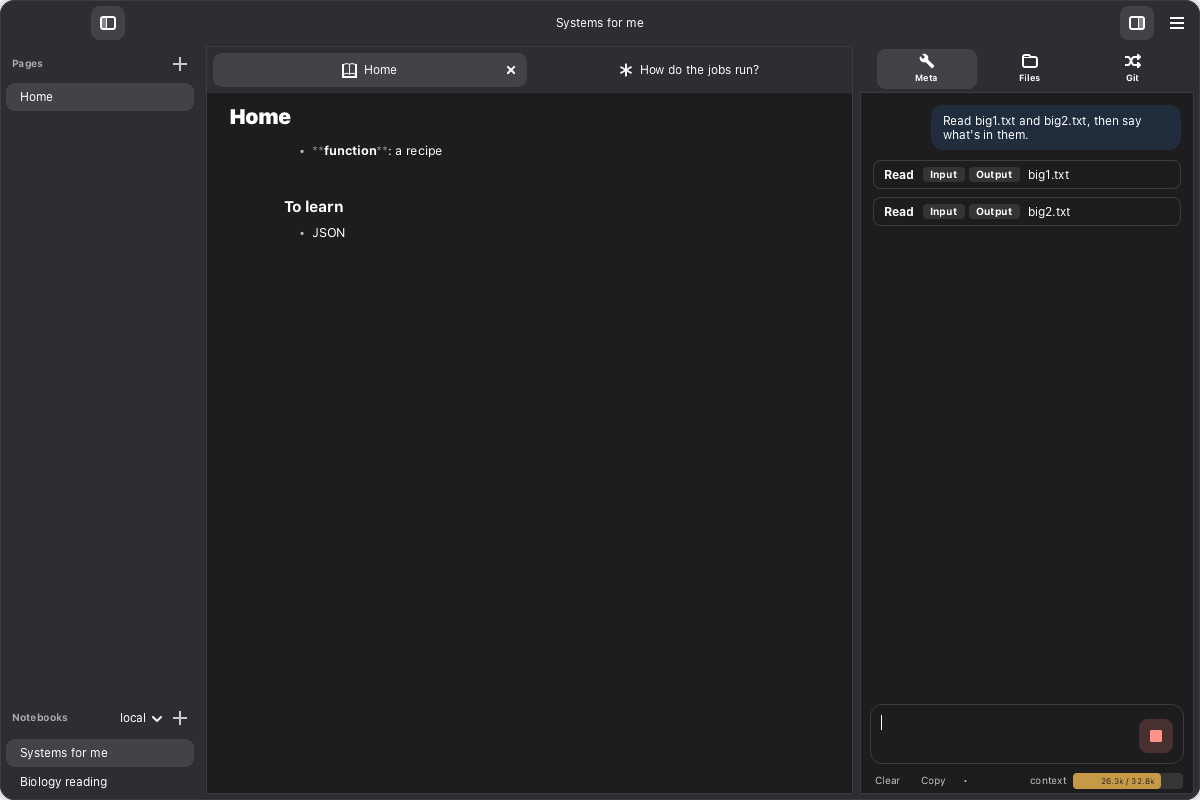 Systems for me
Pages
Home
Home
How do the jobs run?
Home
• **function**: a recipe
To learn
• JSON
Meta
Files
Git
Read big1.txt and big2.txt, then say
what's in them.
Read Input Output big1.txt
Read Input Output big2.txt
Notebooks
local
Systems for me
Biology reading
Clear
Copy
•
context
26.3k / 32.8k